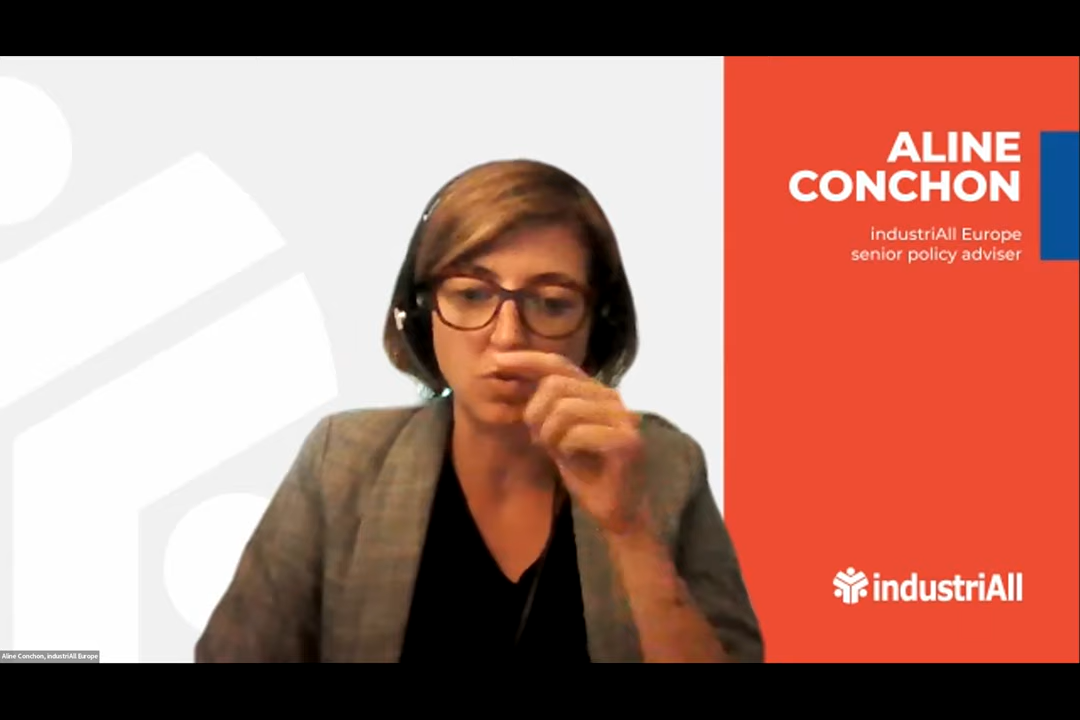 ALINE
CONCHON
industriAll Europe
senior policy adviser
industriAll
Aline Conchon, industriAll Europe